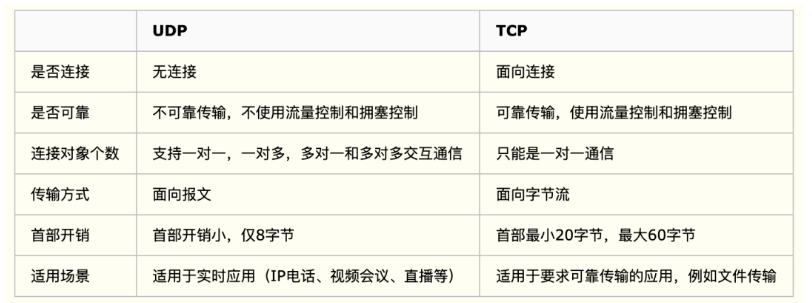 UDP TCP
是否连接 无连接 面向连接
是否可靠 不可靠传输，不使用流量控制和拥塞控制 可靠传输，使用流量控制和拥塞控制
连接对象个数 支持一对一，一对多，多对一和多对多交互通信 只能是一对一通信
传输方式 面向报文 面向字节流
首部开销 首部开销小，仅8字节 首部最小20字节，最大60字节
适用场景 适用于实时应用（IP电话、视频会议、直播等） 适用于要求可靠传输的应用，例如文件传输